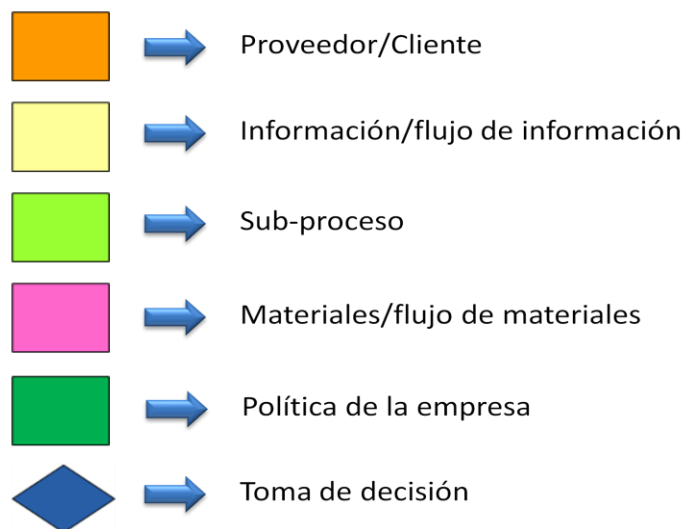 Proveedor/Cliente
Información/flujo de información
Sub-proceso
Materiales/flujo de materiales
Política de la empresa
Toma de decisión